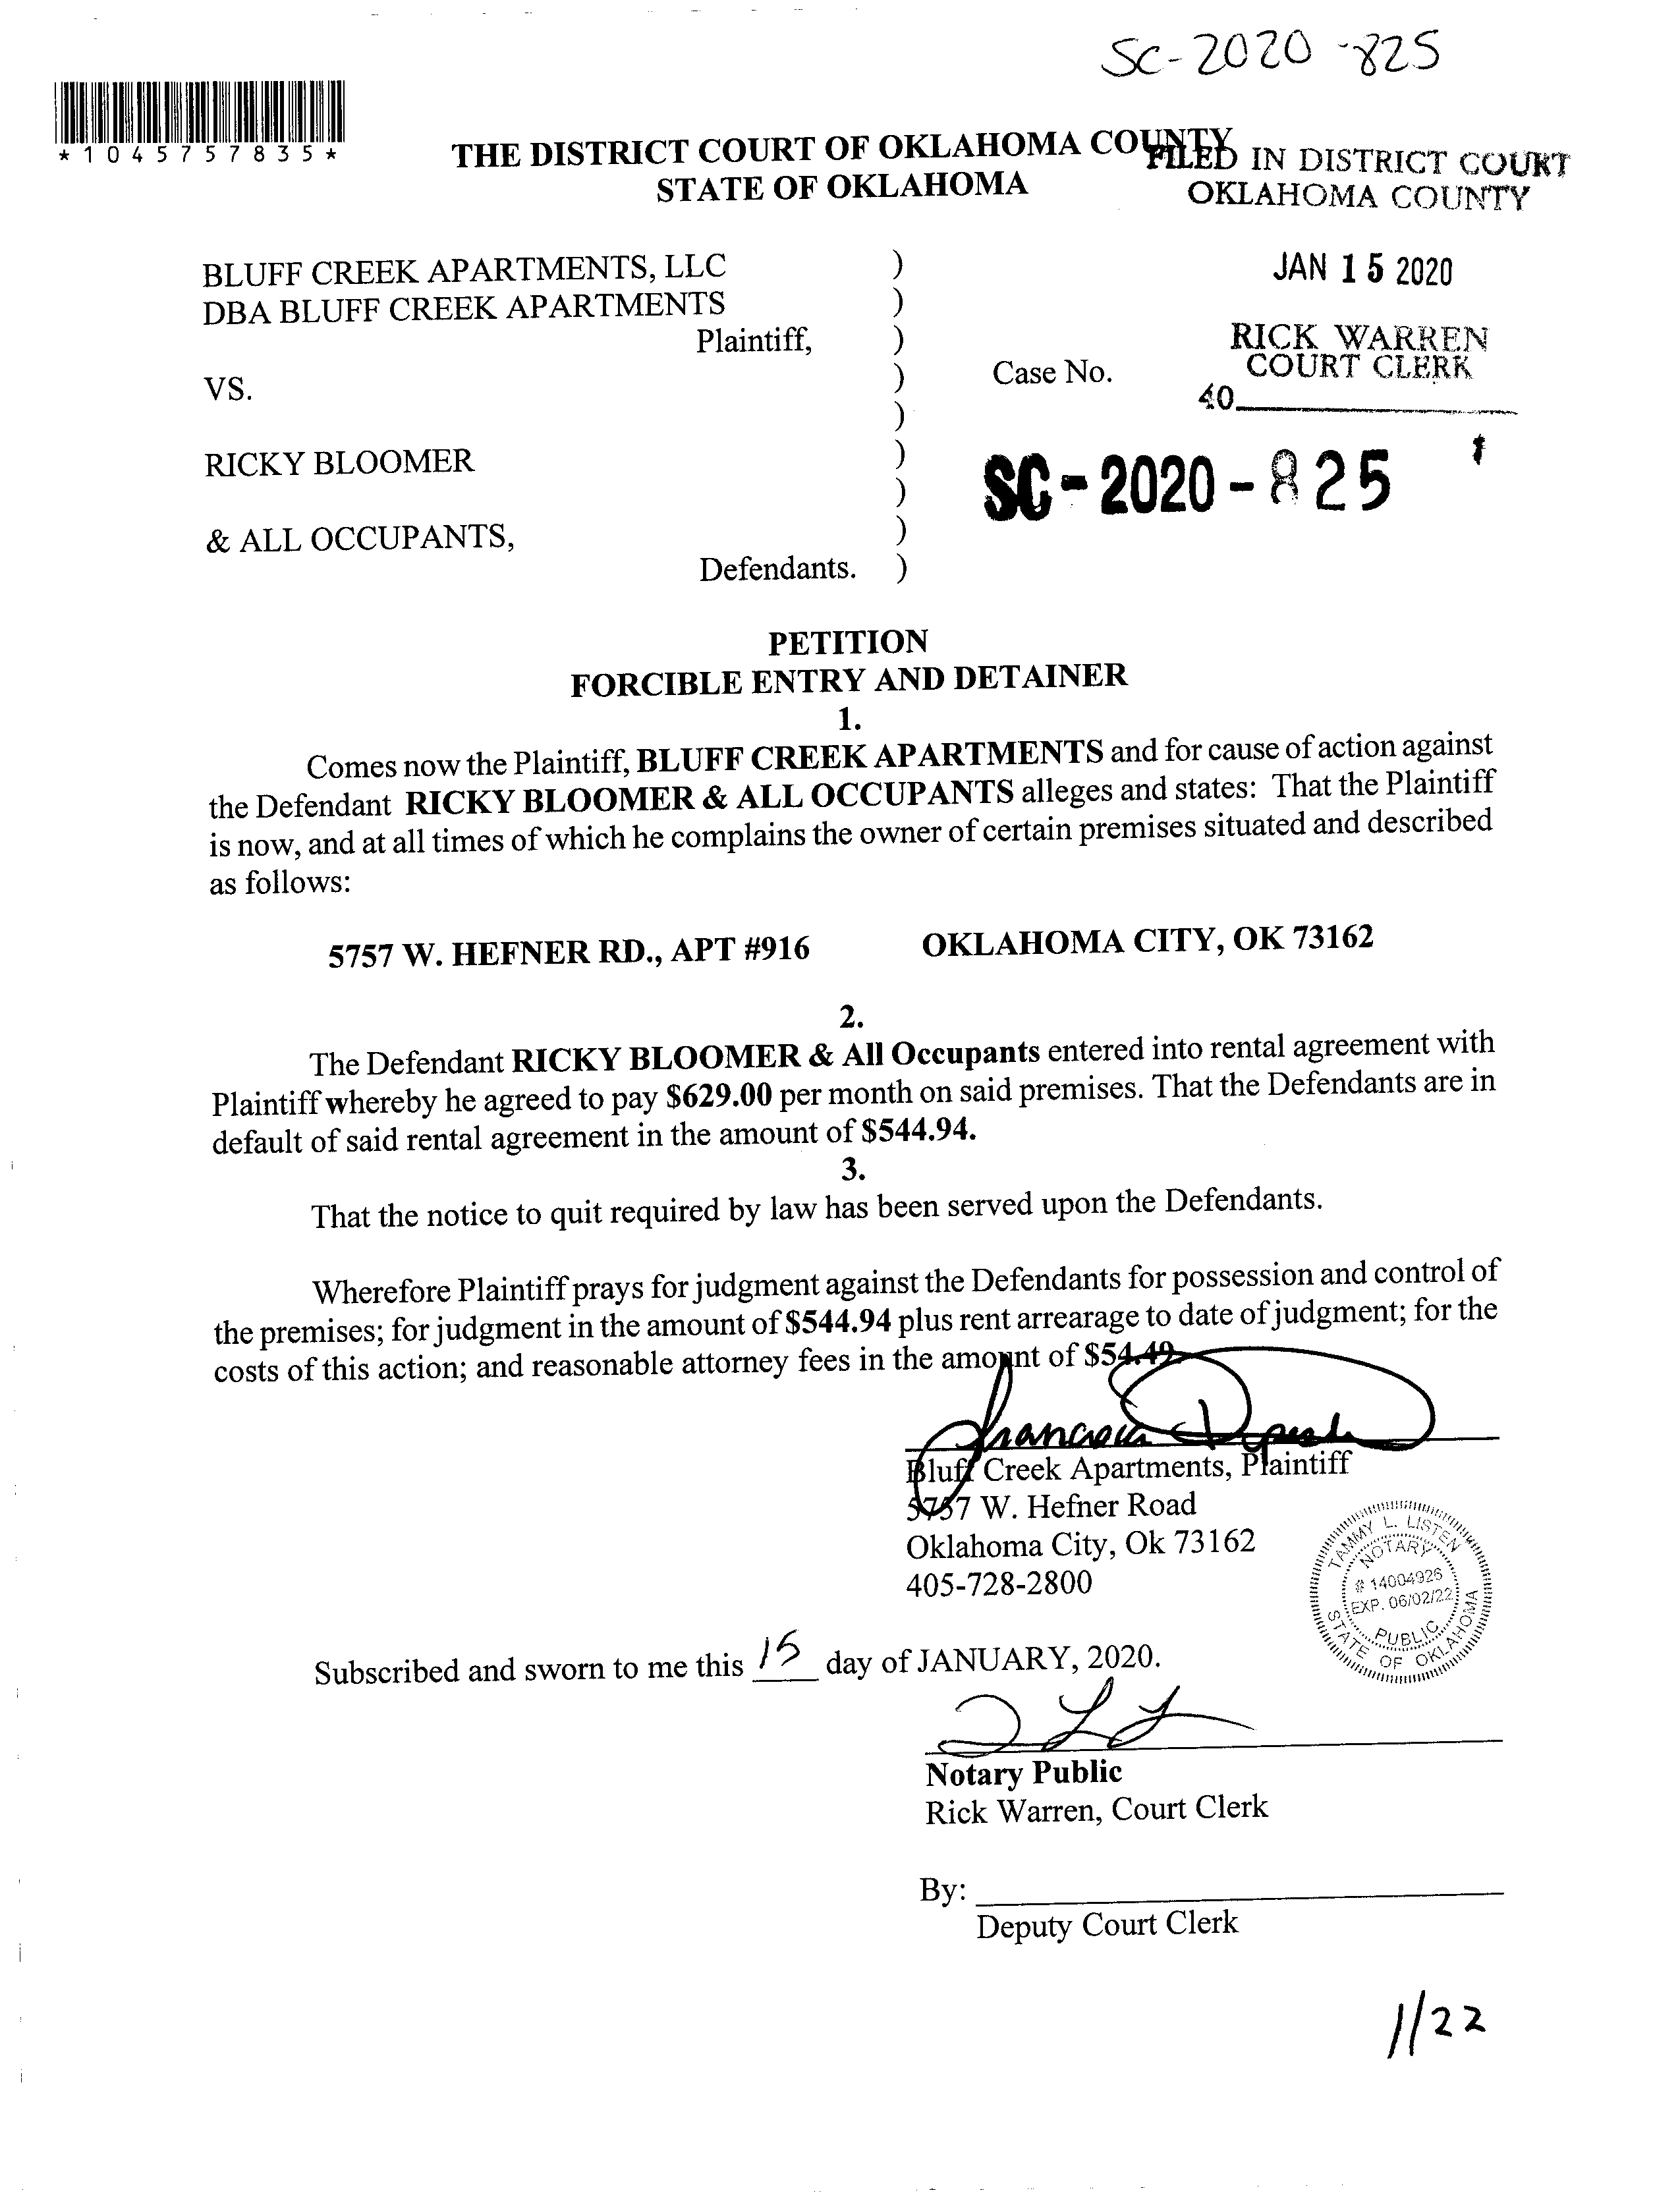 SC-2020-825
*1045757835*
THE DISTRICT COURT OF OKLAHOMA COUNTY
STATE OF OKLAHOMA
FILED IN DISTRICT COURT
OKLAHOMA COUNTY
JAN 15 2020
RICK WARREN
COURT CLERK
40
BLUFF CREEK APARTMENTS, LLC )
DBA BLUFF CREEK APARTMENTS )
Plaintiff, )
VS. )
)
RICKY BLOOMER )
)
& ALL OCCUPANTS, )
Defendants. )
Case No.
SC-2020-825
PETITION
FORCIBLE ENTRY AND DETAINER
1.
Comes now the Plaintiff, BLUFF CREEK APARTMENTS and for cause of action against
the Defendant RICKY BLOOMER & ALL OCCUPANTS alleges and states: That the Plaintiff
is now, and at all times of which he complains the owner of certain premises situated and described
as follows:
5757 W. HEFNER RD., APT #916 OKLAHOMA CITY, OK 73162
2.
The Defendant RICKY BLOOMER & All Occupants entered into rental agreement with
Plaintiff whereby he agreed to pay $629.00 per month on said premises. That the Defendants are in
default of said rental agreement in the amount of $544.94.
3.
That the notice to quit required by law has been served upon the Defendants.
Wherefore Plaintiff prays for judgment against the Defendants for possession and control of
the premises; for judgment in the amount of $544.94 plus rent arrearage to date of judgment; for the
costs of this action; and reasonable attorney fees in the amount of $54.49.
Bluff Creek Apartments, Plaintiff
5757 W. Hefner Road
Oklahoma City, Ok 73162
405-728-2800
TAMMY L. LISTEN
NOTARY
# 14004926
EXP. 06/02/22
PUBLIC
STATE OF OKLAHOMA
Subscribed and sworn to me this 15 day of JANUARY, 2020.
Notary Public
Rick Warren, Court Clerk
By:
Deputy Court Clerk
1/22